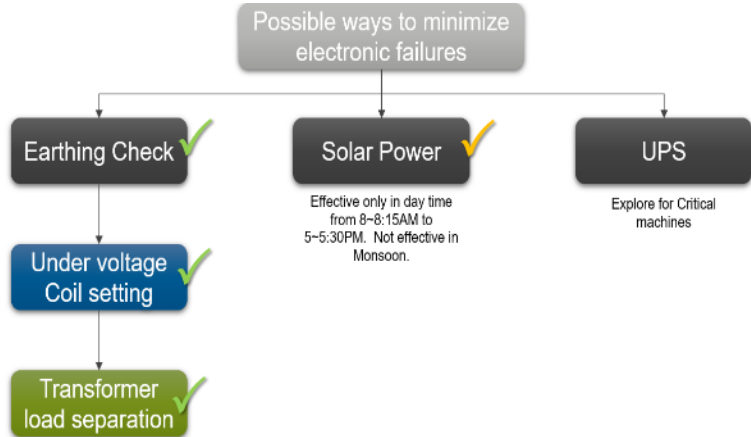 Possible ways to minimize
electronic failures
Earthing Check
Solar Power
UPS
Effective only in day time
from 8~8:15AM to
5~5:30PM. Not effective in
Monsoon.
Explore for Critical
machines
Under voltage
Coil setting
Transformer
load separation